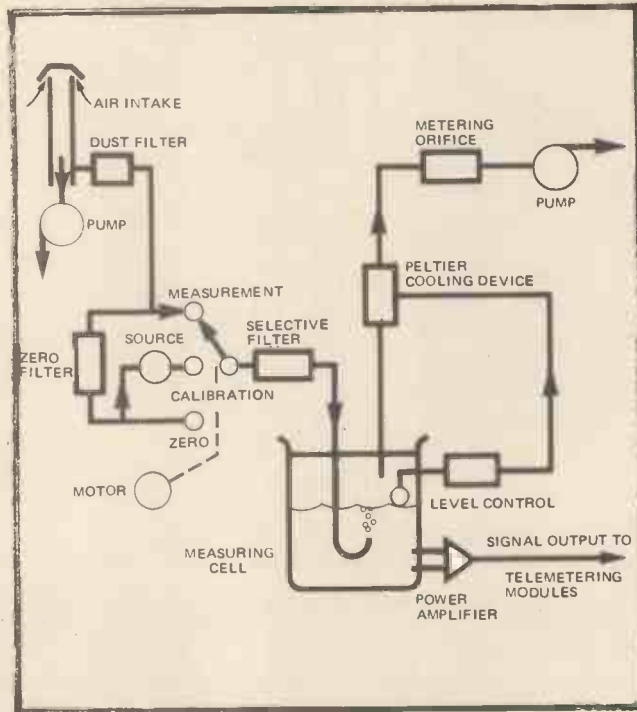 AIR INTAKE
DUST FILTER
PUMP
METERING
ORIFICE
PUMP
PELTIER
COOLING DEVICE
MEASUREMENT
SOURCE
SELECTIVE
FILTER
ZERO
FILTER
CALIBRATION
ZERO
MOTOR
LEVEL CONTROL
MEASURING
CELL
SIGNAL OUTPUT TO
TELEMETERING
MODULES
POWER
AMPLIFIER